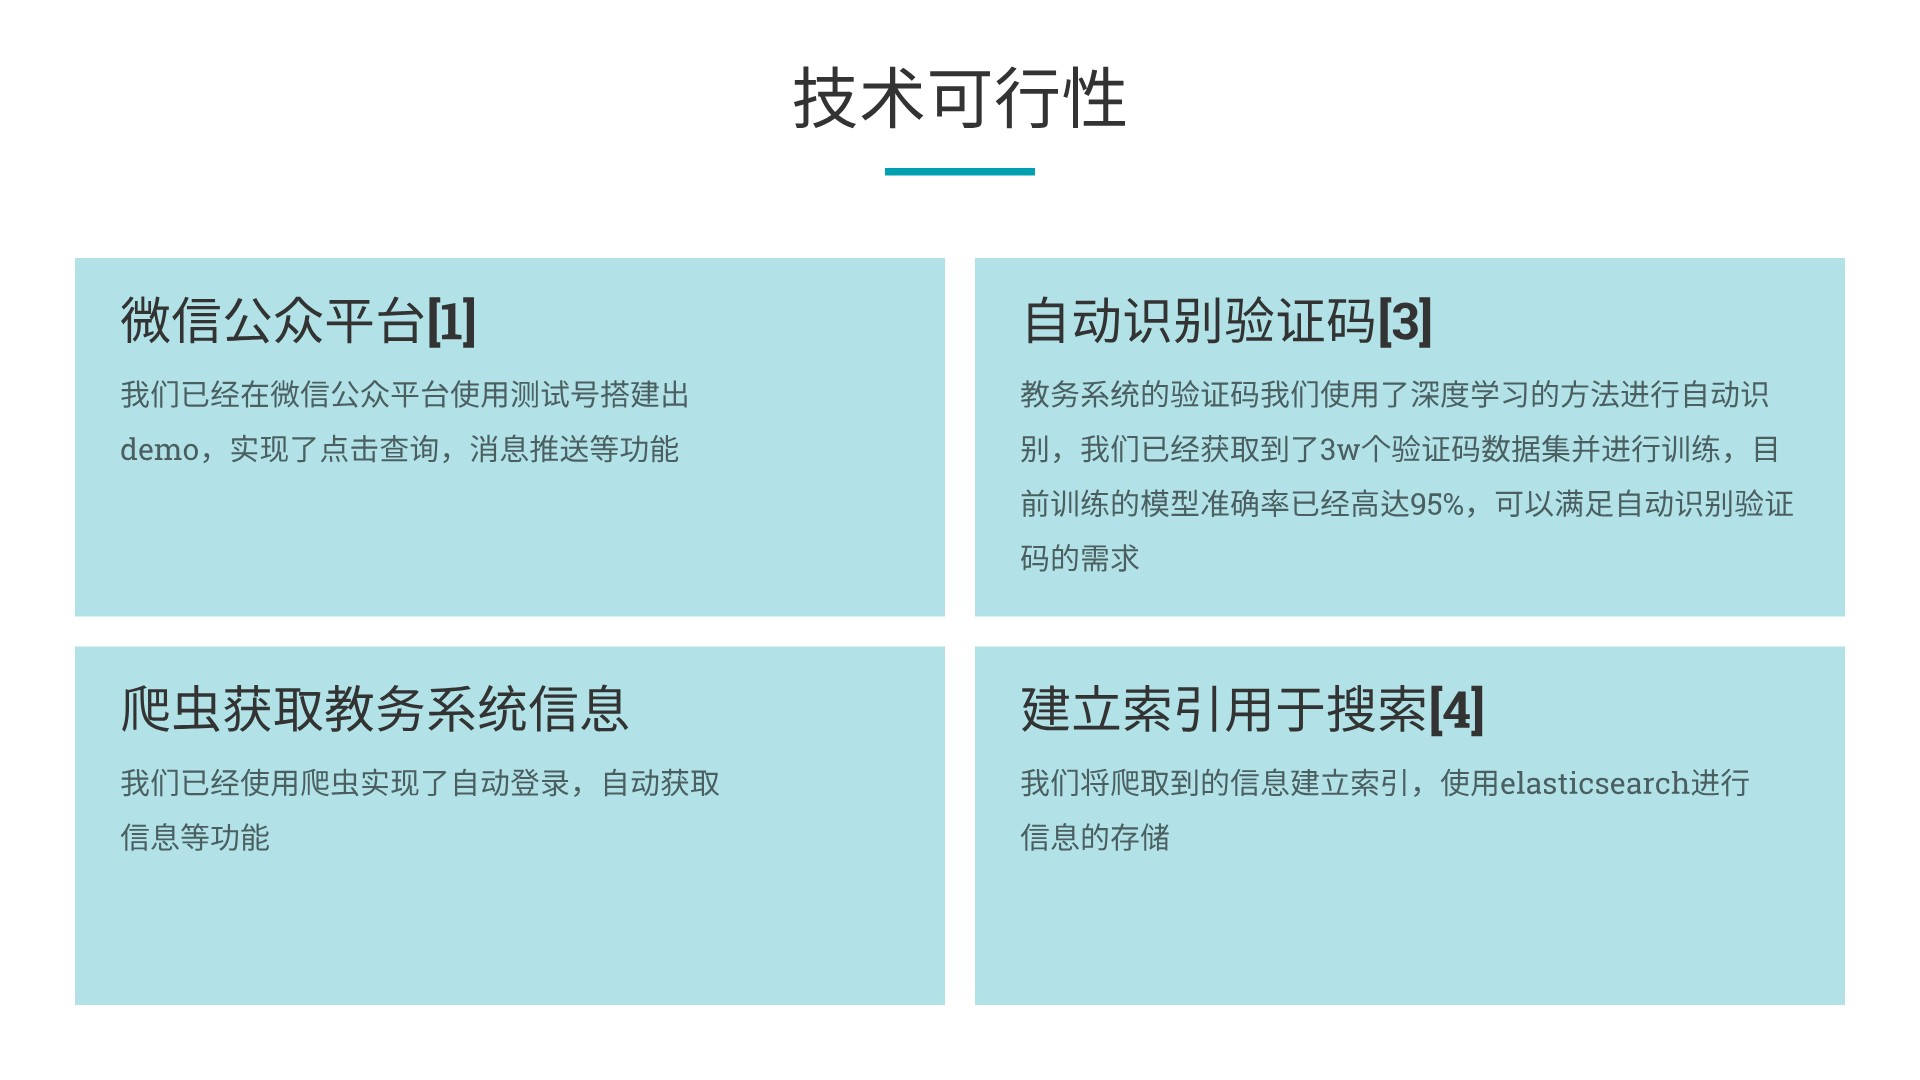 技术可行性
微信公众平台[1]
我们已经在微信公众平台使用测试号搭建出
demo，实现了点击查询，消息推送等功能
自动识别验证码[3]
教务系统的验证码我们使用了深度学习的方法进行自动识
别，我们已经获取到了3w个验证码数据集并进行训练，目
前训练的模型准确率已经高达95%，可以满足自动识别验证
码的需求
爬虫获取教务系统信息
我们已经使用爬虫实现了自动登录，自动获取
信息等功能
建立索引用于搜索[4]
我们将爬取到的信息建立索引，使用elasticsearch进行
信息的存储